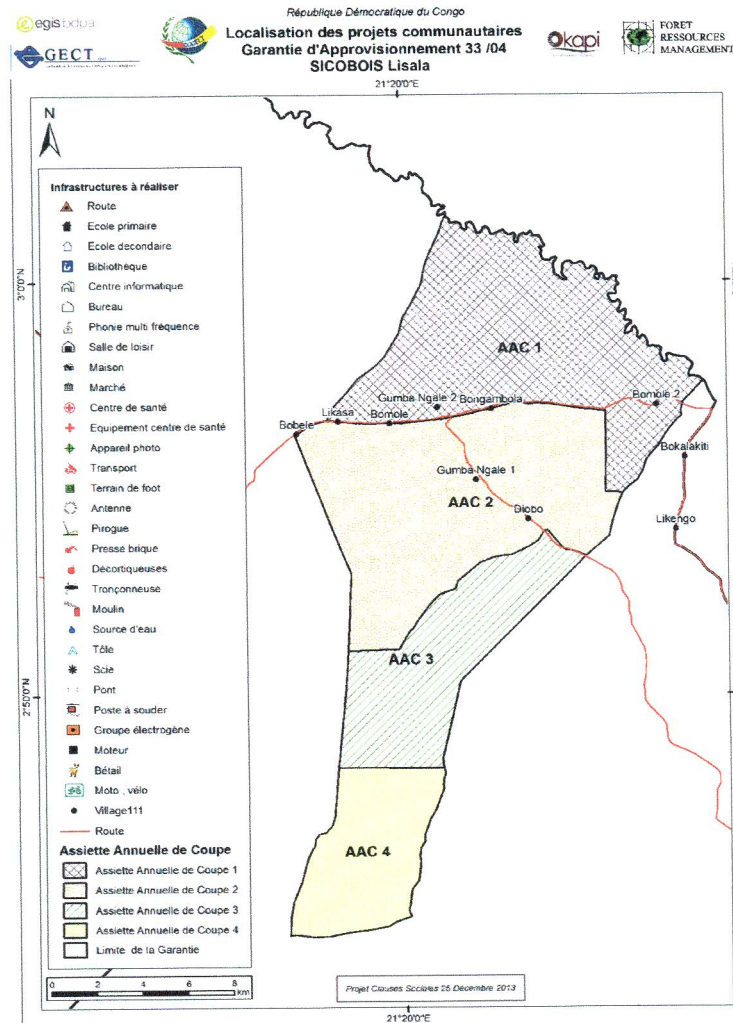 République Démocratique du Congo
egis bdpa
GECT
Localisation des projets communautaires
Garantie d'Approvisionnement 33 /04
SICOBOIS Lisala
Okapi
FORET
RESSOURCES
MANAGEMENT
21°20'0"E
N
Infrastructures à réaliser
Route
Ecole primaire
Ecole decondaire
Bibliothèque
Centre informatique
Bureau
Phonie multi fréquence
Salle de loisir
Maison
Marché
Centre de santé
Equipement centre de santé
Appareil photo
Transport
Terrain de foot
Antenne
Pirogue
Presse brique
Décortiqueuses
Tronçonneuse
Moulin
Source d'eau
Tôle
Scie
Pont
Poste à souder
Groupe électrogène
Moteur
Bétail
Moto , vélo
Village111
Route
Assiette Annuelle de Coupe
Assiette Annuelle de Coupe 1
Assiette Annuelle de Coupe 2
Assiette Annuelle de Coupe 3
Assiette Annuelle de Coupe 4
Limite de la Garantie
0 2 4 6 8
km
3°0'0"N
2°50'0"N
AAC 1
Gumba Ngale 2
Bongambola
Bomole 2
Likasa
Bomole
Bobele
Bokalakiti
Gumba Ngale 1
AAC 2
Diobo
Likengo
AAC 3
AAC 4
Projet Clauses Sociales 25 Décembre 2013
21°20'0"E